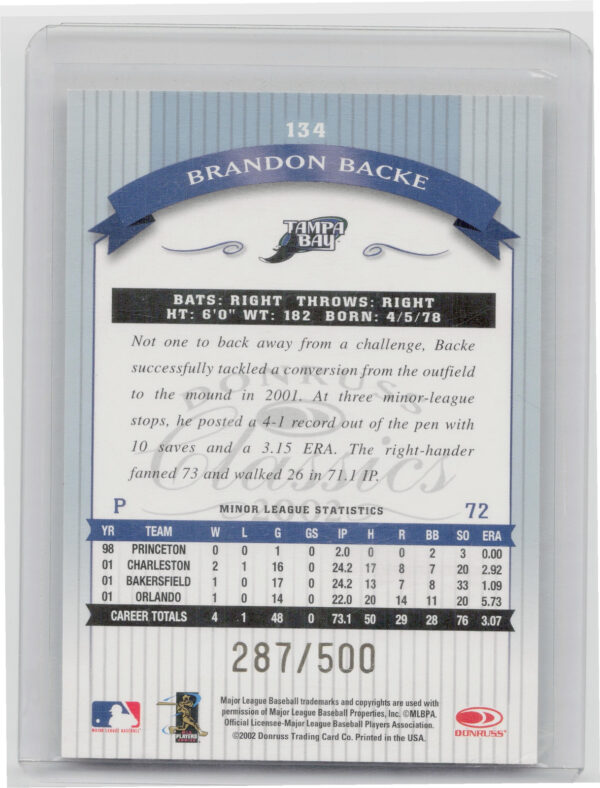 134
BRANDON BACKE
TAMPA
BAY
BATS: RIGHT THROWS: RIGHT
HT: 6'0" WT: 182 BORN: 4/5/78
Not one to back away from a challenge, Backe
successfully tackled a conversion from the outfield
to the mound in 2001. At three minor-league
stops, he posted a 4-1 record out of the pen with
10 saves and a 3.15 ERA. The right-hander
fanned 73 and walked 26 in 71.1 IP.
DONRUSS
Classics
2002
P MINOR LEAGUE STATISTICS 72
YR TEAM W L G GS IP H R BB SO ERA
98 PRINCETON 0 0 1 0 2.0 0 0 2 3 0.00
01 CHARLESTON 2 1 16 0 24.2 17 8 7 20 2.92
01 BAKERSFIELD 1 0 17 0 24.2 13 7 8 33 1.09
01 ORLANDO 1 0 14 0 22.0 20 14 11 20 5.73
CAREER TOTALS 4 1 48 0 73.1 50 29 28 76 3.07
287/500
Major League Baseball trademarks and copyrights are used with
permission of Major League Baseball Properties, Inc. ©MLBPA.
Official Licensee-Major League Baseball Players Association.
©2002 Donruss Trading Card Co. Printed in the USA.
MAJOR LEAGUE BASEBALL
PLAYERS
DONRUSS